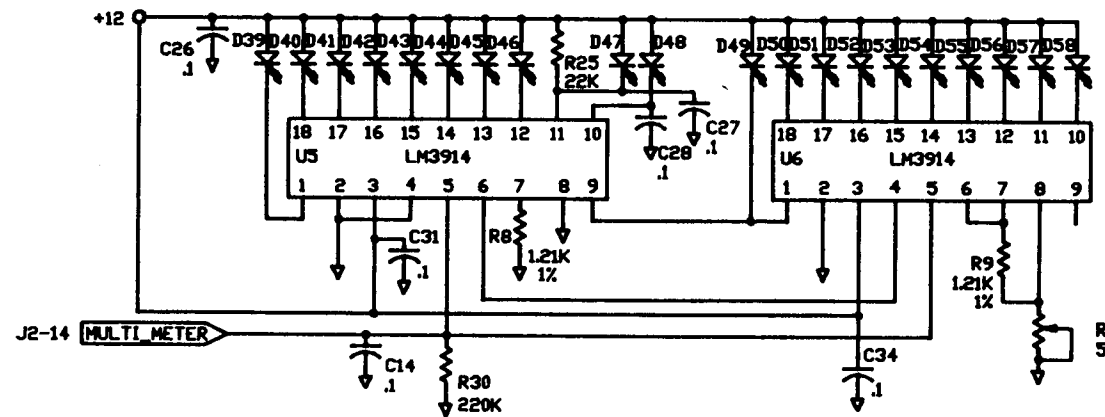 +12
C26
.1
D39 D40 D41 D42 D43 D44 D45 D46
R25
22K
D47 D48
D49 D50 D51 D52 D53 D54 D55 D56 D57 D58
C27
.1
C28
.1
18 17 16 15 14 13 12 11 10
U5 LM3914
1 2 3 4 5 6 7 8 9
18 17 16 15 14 13 12 11 10
U6 LM3914
1 2 3 4 5 6 7 8 9
C31
.1
R8
1.21K
1%
R9
1.21K
1%
J2-14 MULTI_METER
C14
.1
R30
220K
C34
.1
R
5